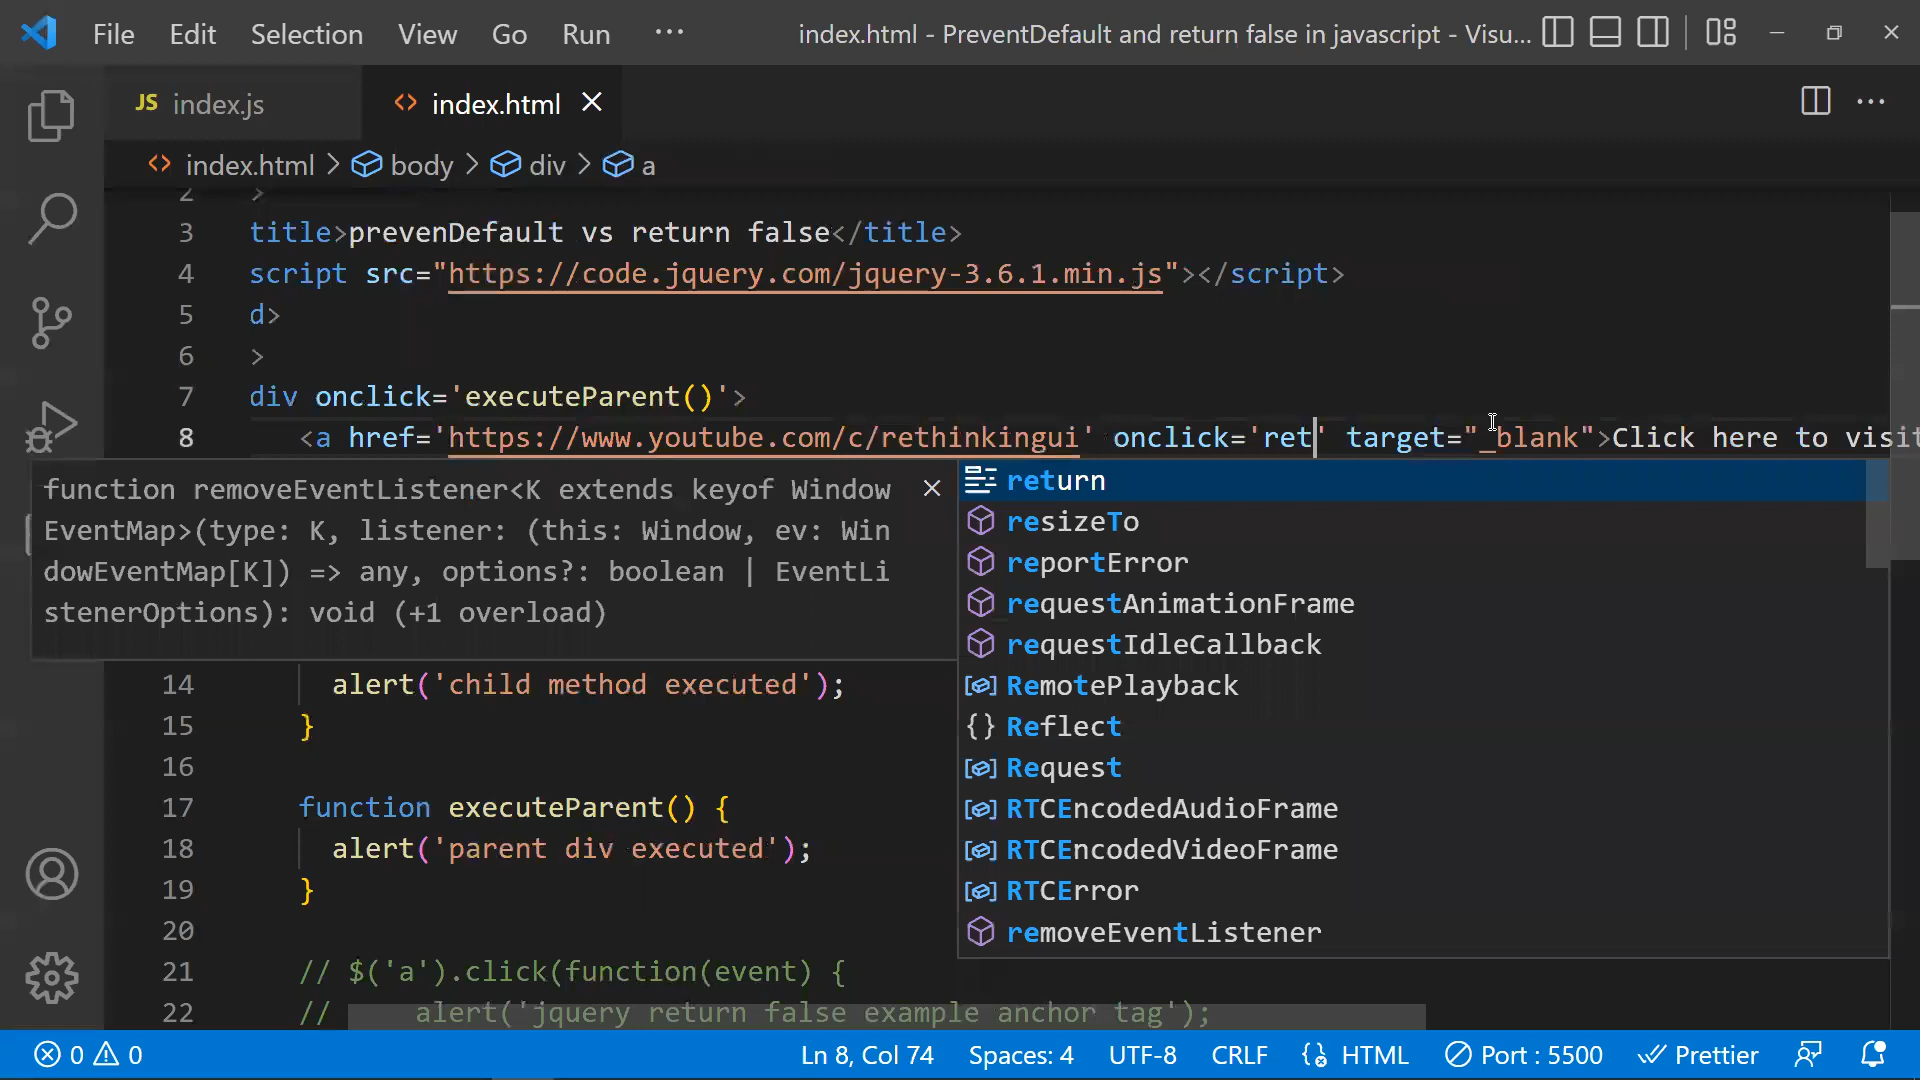 File Edit Selection View Go Run ··· index.html - PreventDefault and return false in javascript - Visu...
JS index.js index.html
index.html > body > div > a
2 >
3 title>prevenDefault vs return false</title>
4 script src="https://code.jquery.com/jquery-3.6.1.min.js"></script>
5 d>
6 >
7 div onclick='executeParent()'>
8 <a href='https://www.youtube.com/c/rethinkingui' onclick='ret' target="_blank">Click here to visit
function removeEventListener<K extends keyof Window
EventMap>(type: K, listener: (this: Window, ev: Win
dowEventMap[K]) => any, options?: boolean | EventLi
stenerOptions): void (+1 overload)
return
resizeTo
reportError
requestAnimationFrame
requestIdleCallback
RemotePlayback
Reflect
Request
RTCEncodedAudioFrame
RTCEncodedVideoFrame
RTCError
removeEventListener
14 alert('child method executed');
15 }
16
17 function executeParent() {
18 alert('parent div executed');
19 }
20
21 // $('a').click(function(event) {
22 // alert('jquery return false example anchor tag');
0 0 Ln 8, Col 74 Spaces: 4 UTF-8 CRLF HTML Port : 5500 Prettier